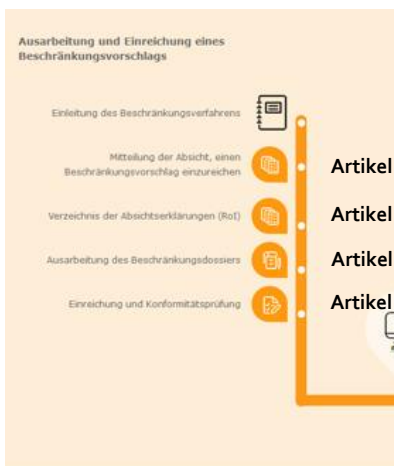 Ausarbeitung und Einreichung eines
Beschränkungsvorschlags
Einleitung des Beschränkungsverfahrens
Mitteilung der Absicht, einen
Beschränkungsvorschlag einzureichen
Artikel
Verzeichnis der Absichtserklärungen (RoI)
Artikel
Ausarbeitung des Beschränkungsdossiers
Artikel
Einreichung und Konformitätsprüfung
Artikel